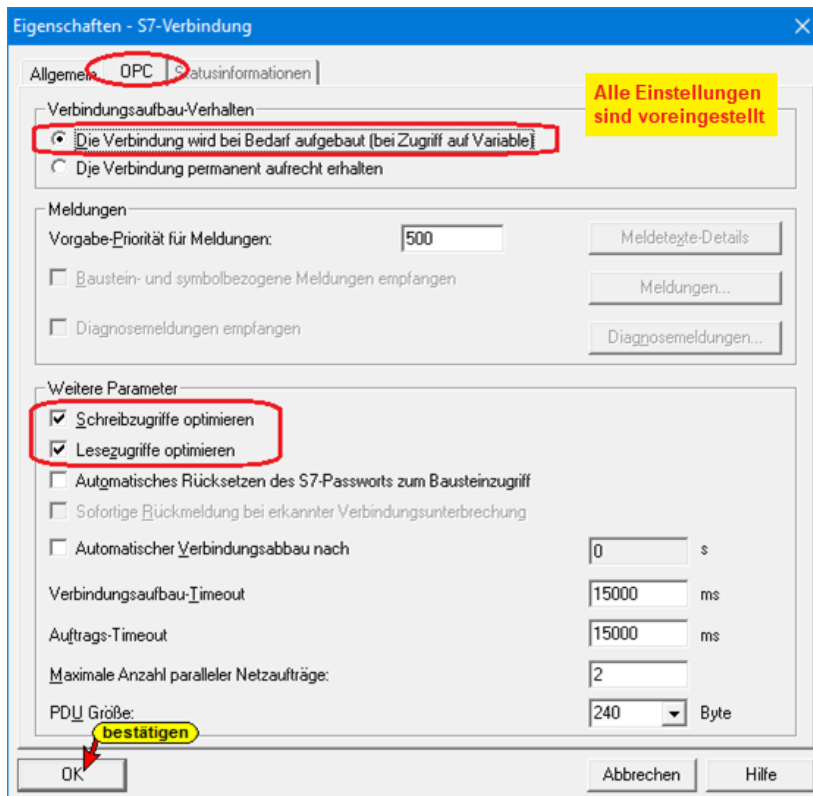 Eigenschaften - S7-Verbindung
Allgemein OPC Statusinformationen
Alle Einstellungen
sind voreingestellt
Verbindungsaufbau-Verhalten
Die Verbindung wird bei Bedarf aufgebaut (bei Zugriff auf Variable)
Die Verbindung permanent aufrecht erhalten
Meldungen
Vorgabe-Priorität für Meldungen: 500 Meldetexte-Details
Baustein- und symbolbezogene Meldungen empfangen Meldungen...
Diagnosemeldungen empfangen Diagnosemeldungen...
Weitere Parameter
Schreibzugriffe optimieren
Lesezugriffe optimieren
Automatisches Rücksetzen des S7-Passworts zum Bausteinzugriff
Sofortige Rückmeldung bei erkannter Verbindungsunterbrechung
Automatischer Verbindungsabbau nach 0 s
Verbindungsaufbau-Timeout 15000 ms
Auftrags-Timeout 15000 ms
Maximale Anzahl paralleler Netzaufträge: 2
PDU Größe: 240 Byte
bestätigen
OK Abbrechen Hilfe